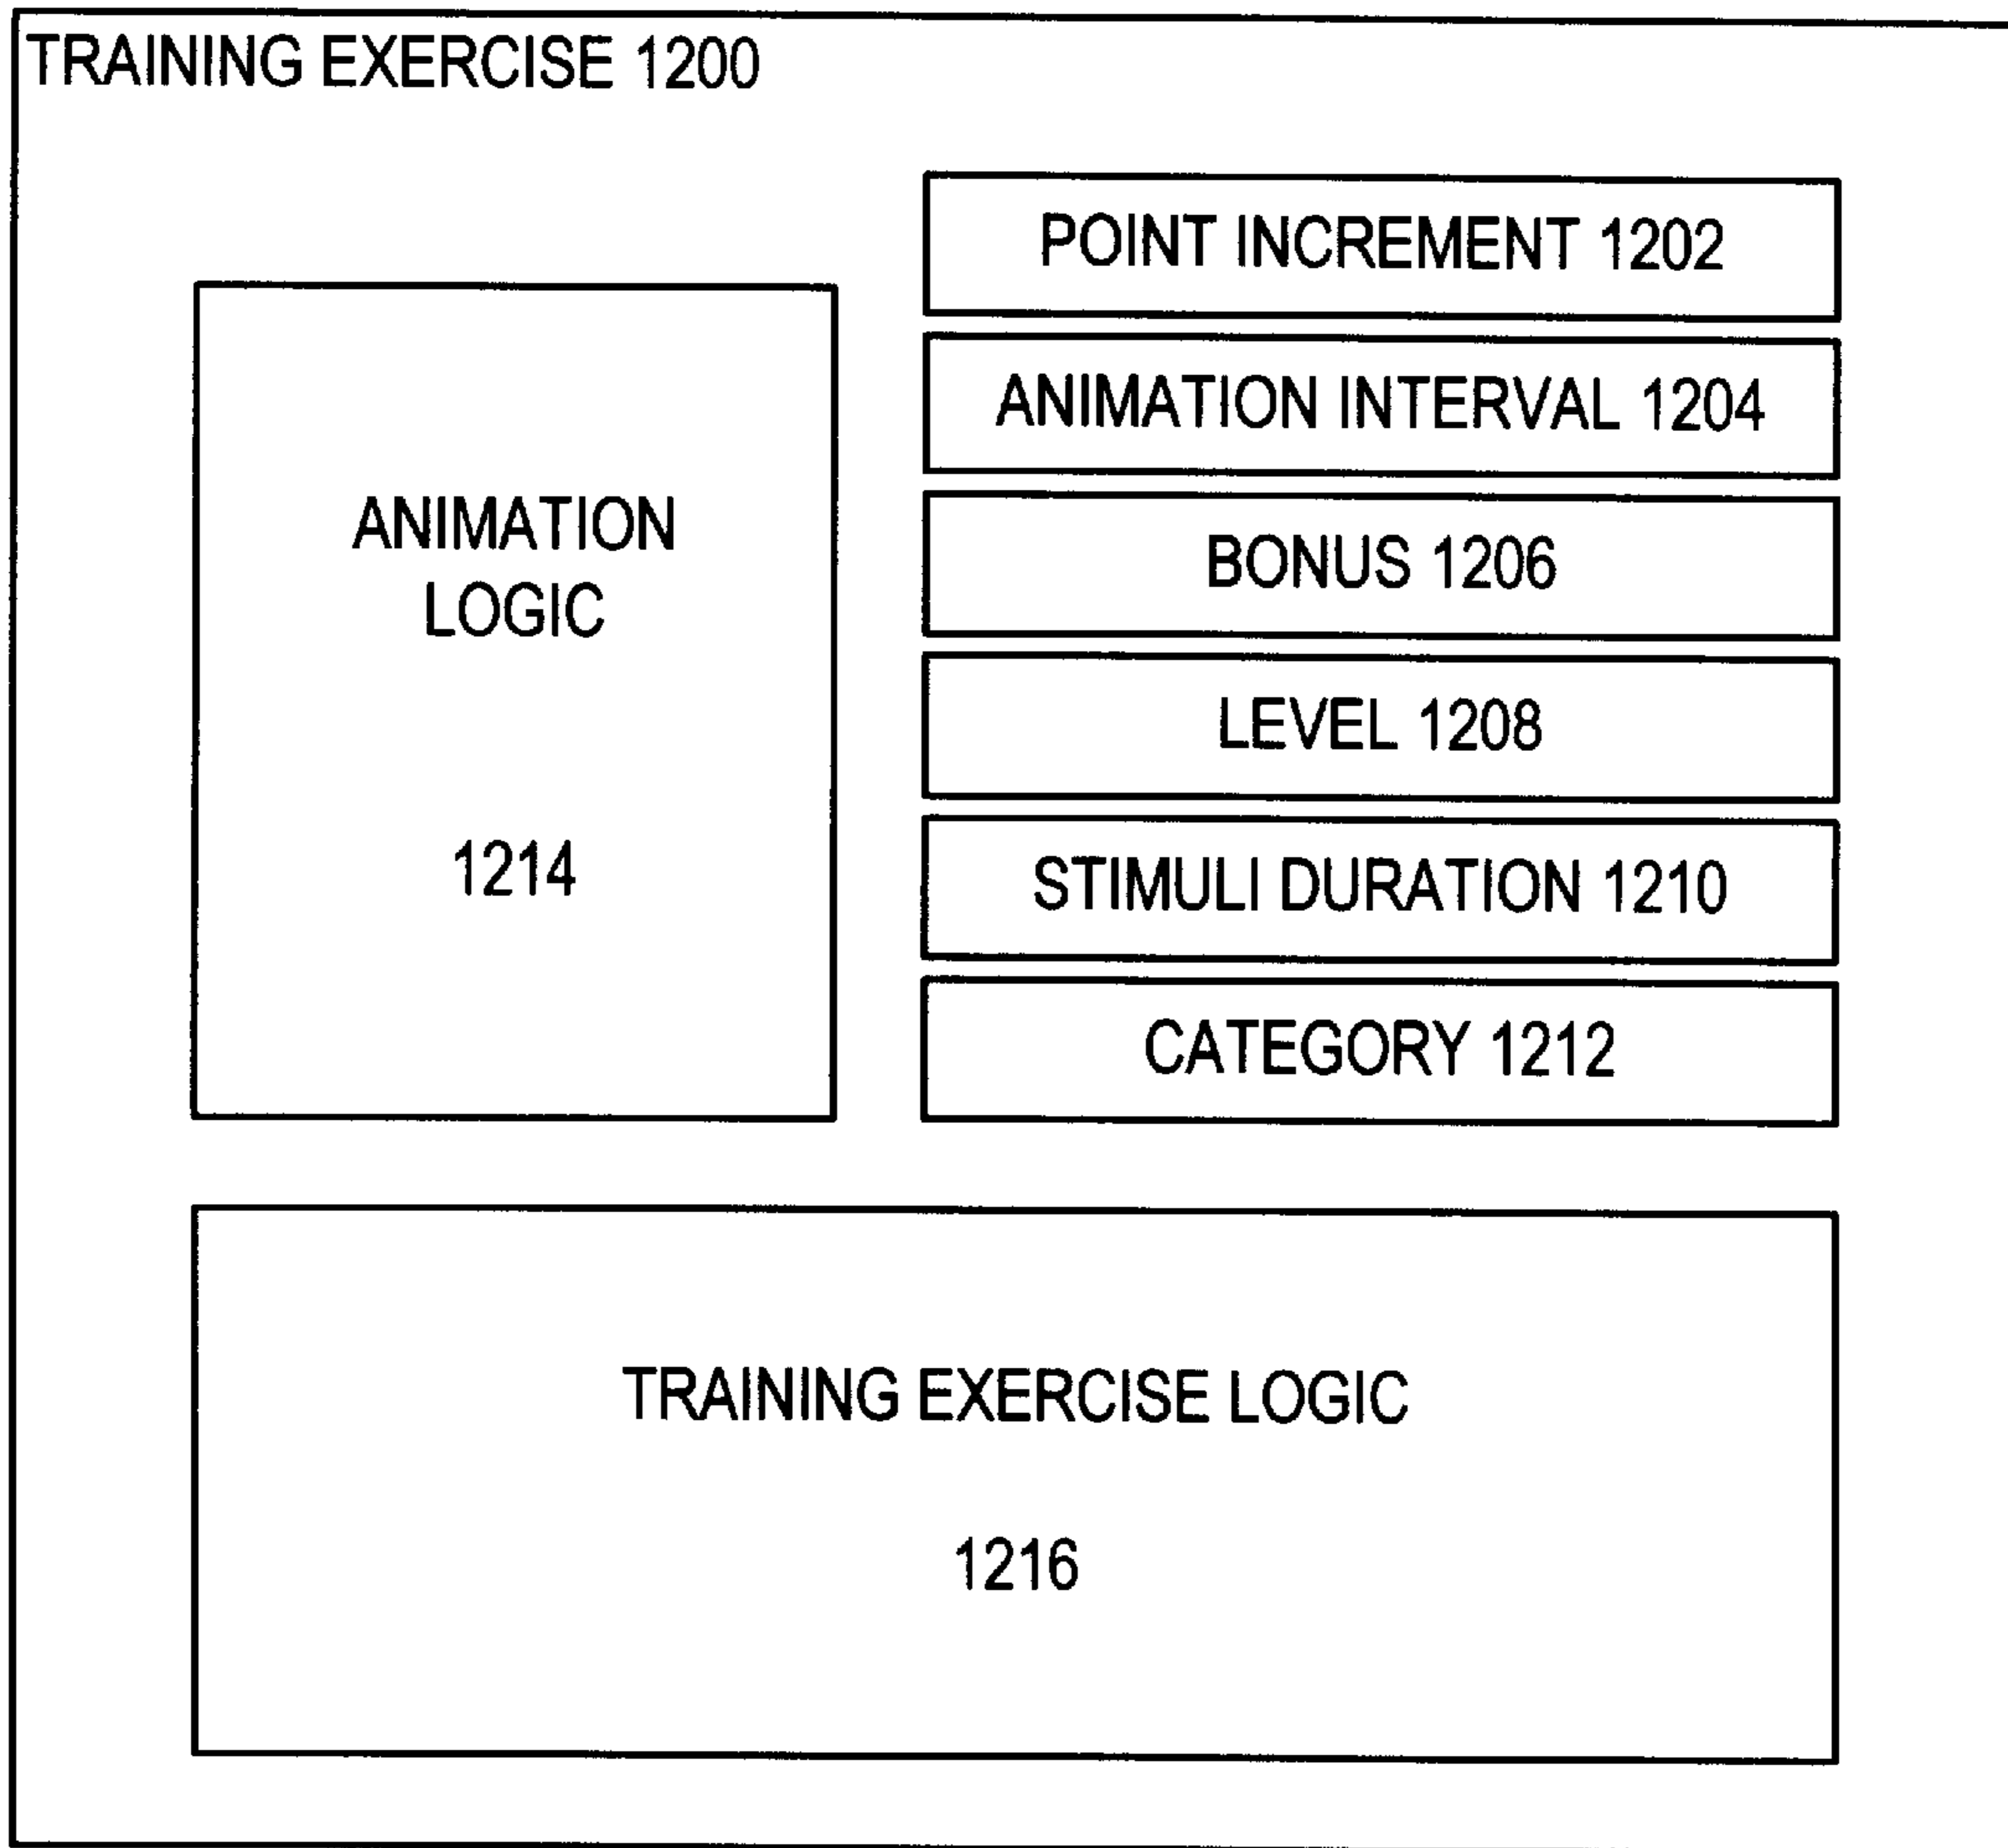 TRAINING EXERCISE 1200
POINT INCREMENT 1202
ANIMATION INTERVAL 1204
BONUS 1206
LEVEL 1208
STIMULI DURATION 1210
CATEGORY 1212
ANIMATION
LOGIC
1214
TRAINING EXERCISE LOGIC
1216